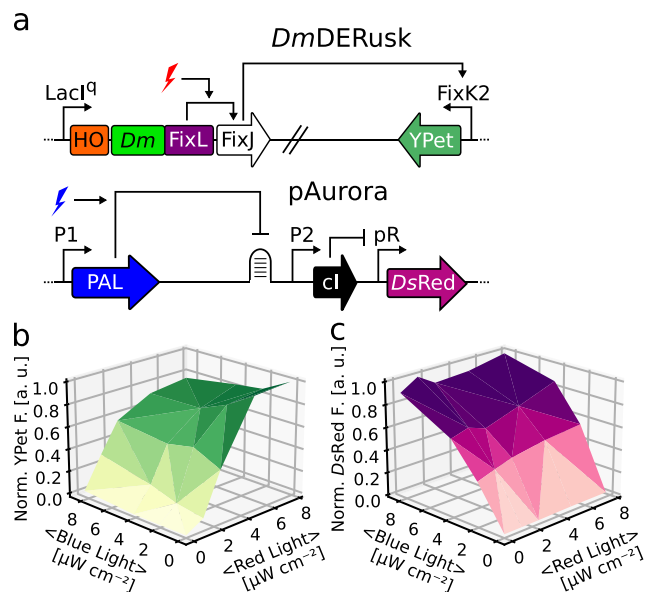 a
DmDERusk
LacI^q
FixK2
HO Dm FixL FixJ YPet
pAurora
P1 P2 pR
PAL cI DsRed
b c
Norm. YPet F. [a. u.]
1.0
0.8
0.6
0.4
0.2
0.0
8 6 4 2 0
<Blue Light>
[μW cm⁻²]
0 2 4 6 8
<Red Light>
[μW cm⁻²]
Norm. DsRed F. [a. u.]
1.0
0.8
0.6
0.4
0.2
0.0
8 6 4 2 0
<Blue Light>
[μW cm⁻²]
0 2 4 6 8
<Red Light>
[μW cm⁻²]